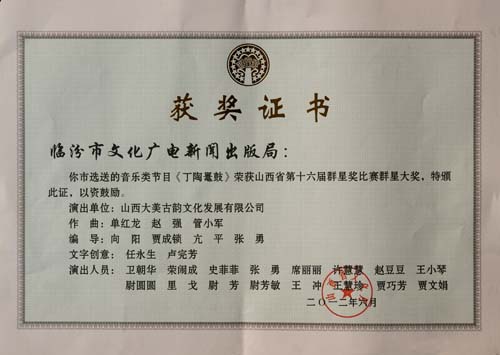 获奖证书
临汾市文化广电新闻出版局：
你市选送的音乐类节目《丁陶鼍鼓》荣获山西省第十六届群星奖比赛群星大奖，特颁
此证，以资鼓励。
演出单位：山西大美古韵文化发展有限公司
作 曲：单红龙 赵 强 管小军
编 导：向 阳 贾成锁 亢 平 张 勇
文字创意：任永生 卢完芳
演出人员：卫朝华 荣闹成 史菲菲 张 勇 席丽丽 许慧慧 赵豆豆 王小琴
尉圆圆 里 戈 尉 芳 尉芳敏 王 冲 王慧珍 贾巧芳 贾文娟
二〇一二年六月